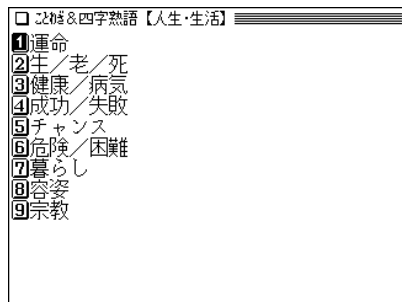 ことわざ&四字熟語【人生・生活】
1運命
2生/老/死
3健康/病気
4成功/失敗
5チャンス
6危険/困難
7暮らし
8容姿
9宗教